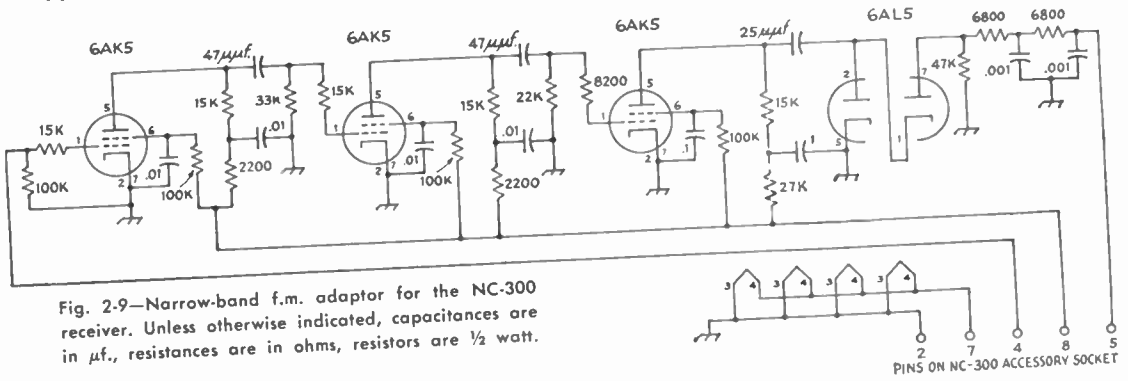 6AK5
6AK5
6AK5
6AL5
47μμf.
47μμf.
25μμf
6800
6800
15K
33K
15K
15K
22K
8200
15K
47K
.001
.001
15K
1
5
6
.01
.01
100K
100K
2
7
2200
1
5
6
.01
.01
100K
2
7
2200
1
5
6
.1
100K
2
7
.1
27K
2
5
7
1
3
4
3
4
3
4
3
4
2
7
4
8
5
PINS ON NC-300 ACCESSORY SOCKET
Fig. 2-9—Narrow-band f.m. adaptor for the NC-300
receiver. Unless otherwise indicated, capacitances are
in μf., resistances are in ohms, resistors are ½ watt.